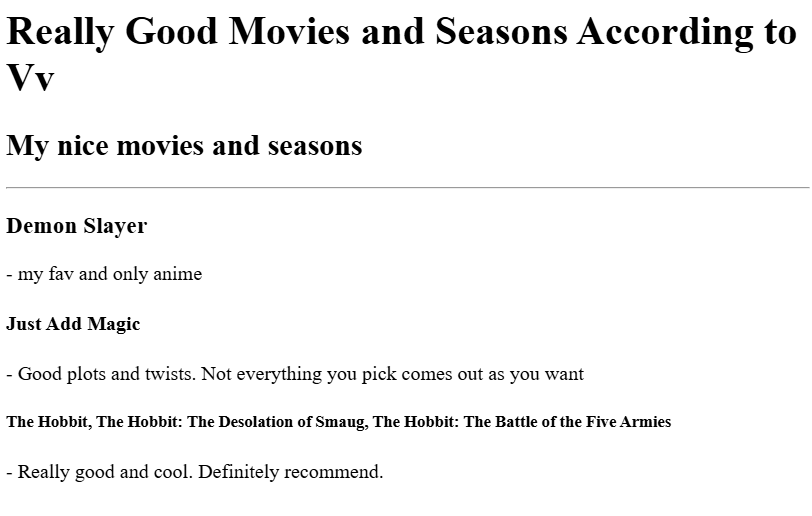 Really Good Movies and Seasons According to
Vv
My nice movies and seasons
Demon Slayer
- my fav and only anime
Just Add Magic
- Good plots and twists. Not everything you pick comes out as you want
The Hobbit, The Hobbit: The Desolation of Smaug, The Hobbit: The Battle of the Five Armies
- Really good and cool. Definitely recommend.